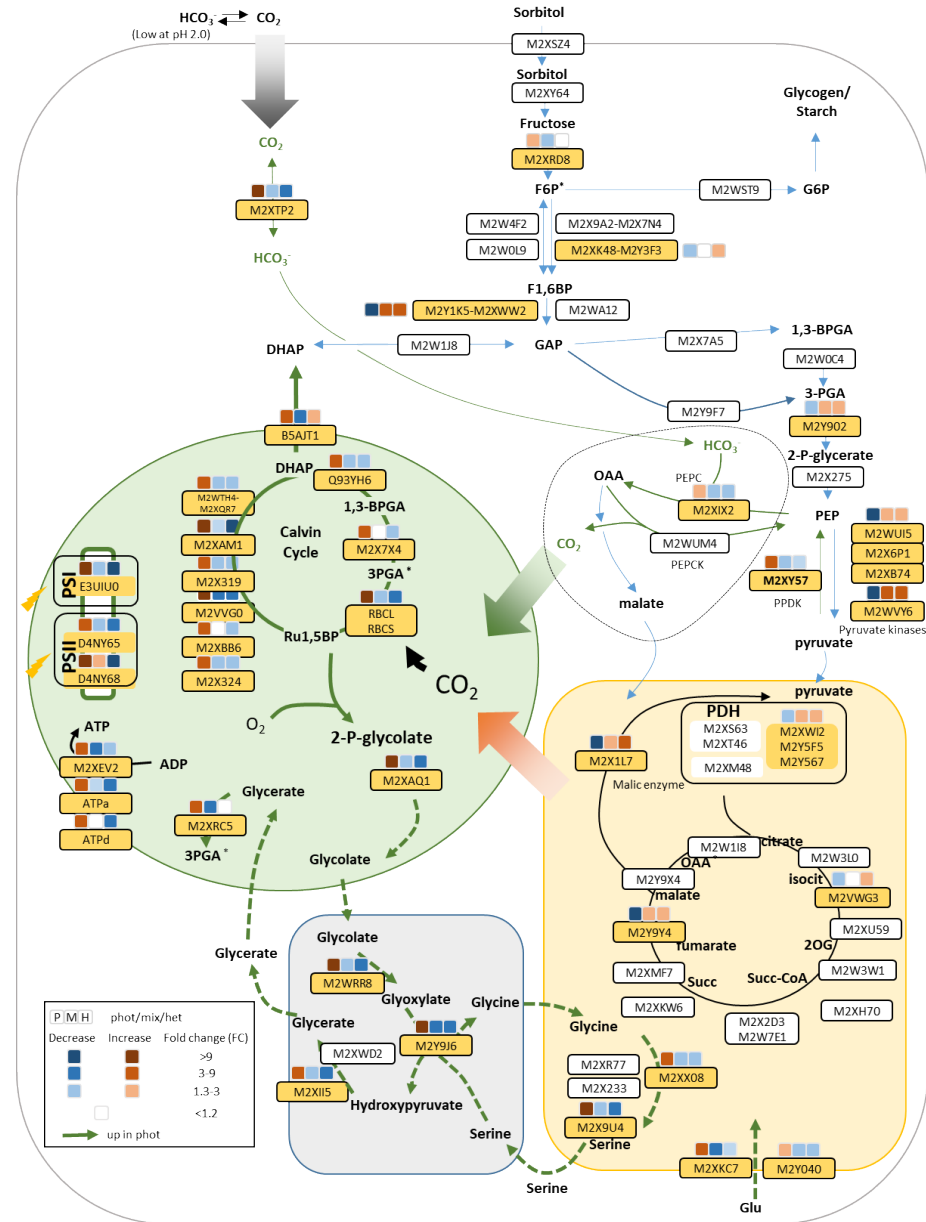 HCO₃⁻ CO₂
(Low at pH 2.0)
Sorbitol
M2XSZ4
Sorbitol
M2XY64
Fructose
M2XRD8
F6P*
M2WST9
G6P
Glycogen/
Starch
CO₂
M2XTP2
HCO₃⁻
M2W4F2
M2X9A2-M2X7N4
M2W0L9
M2XK48-M2Y3F3
F1,6BP
M2Y1K5-M2XWW2
M2WA12
DHAP
M2W1J8
GAP
M2X7A5
1,3-BPGA
M2W0C4
3-PGA
M2Y9F7
M2Y902
2-P-glycerate
M2X275
PEP
HCO₃⁻
OAA
PEPC
M2XIX2
CO₂
M2WUM4
PEPCK
malate
M2XY57
PPDK
M2WUI5
M2X6P1
M2XB74
M2WVY6
Pyruvate kinases
pyruvate
B5AJT1
DHAP
Q93YH6
1,3-BPGA
M2WTH4-
M2XQR7
M2XAM1
Calvin
Cycle
M2X7X4
3PGA*
M2X319
M2VVG0
RBCL
RBCS
M2XBB6
Ru1,5BP
M2X324
PSI
E3UIU0
PSII
D4NY65
D4NY68
CO₂
O₂
2-P-glycolate
ATP
M2XEV2
ADP
ATPa
ATPd
M2XAQ1
Glycerate
M2XRC5
3PGA*
Glycolate
pyruvate
PDH
M2XS63
M2XT46
M2XM48
M2XWI2
M2Y5F5
M2Y567
M2X1L7
Malic enzyme
M2W1I8
citrate
OAA°
M2W3L0
M2Y9X4
isocit
malate
M2VWG3
M2Y9Y4
M2XU59
fumarate
2OG
M2XMF7
Succ
Succ-CoA
M2W3W1
M2XKW6
M2XH70
M2X2D3
M2W7E1
Glycerate
Glycolate
M2WRR8
Glyoxylate
Glycine
Glycerate
M2Y9J6
M2XWD2
M2XII5
Hydroxypyruvate
Serine
Serine
Glycine
M2XR77
M2XX08
M2X233
M2X9U4
Serine
M2XKC7
M2Y040
Glu
P M H phot/mix/het
Decrease Increase Fold change (FC)
>9
3-9
1.3-3
<1.2
up in phot